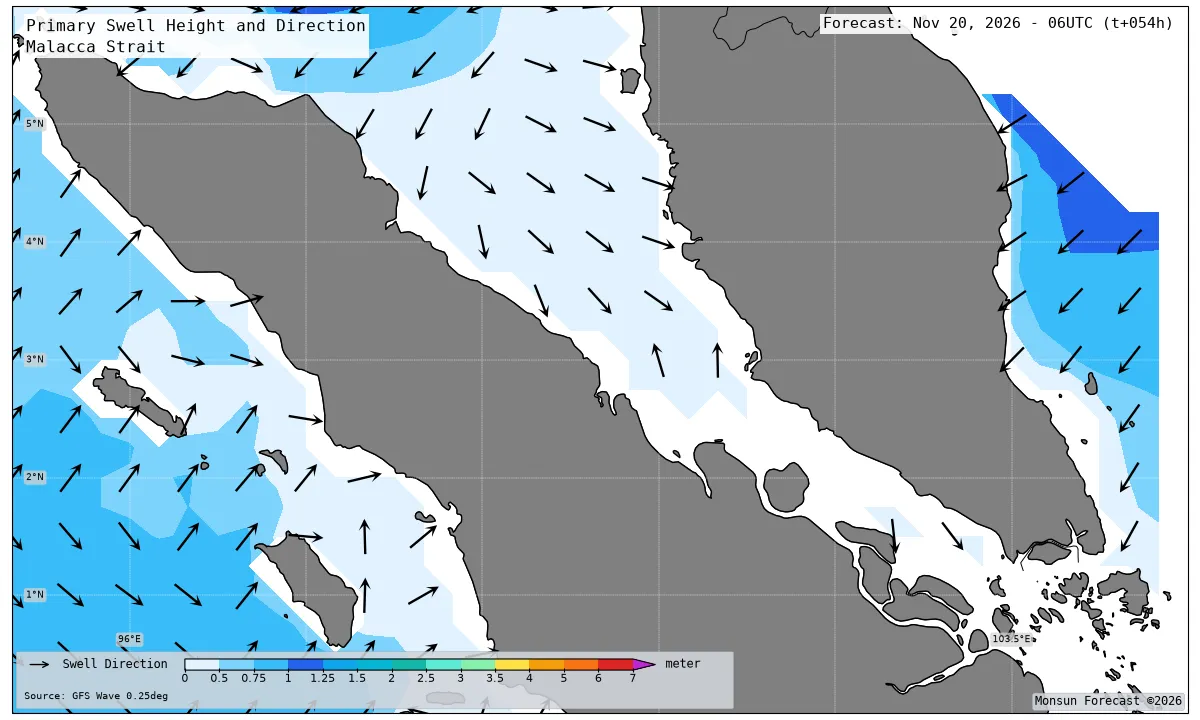 Primary Swell Height and Direction
Malacca Strait
Forecast: Nov 20, 2026 - 06UTC (t+054h)
5°N
4°N
3°N
2°N
1°N
96°E
103.5°E
Swell Direction
0 0.5 0.75 1 1.25 1.5 2 2.5 3 3.5 4 5 6 7
meter
Source: GFS Wave 0.25deg
Monsun Forecast ©2026